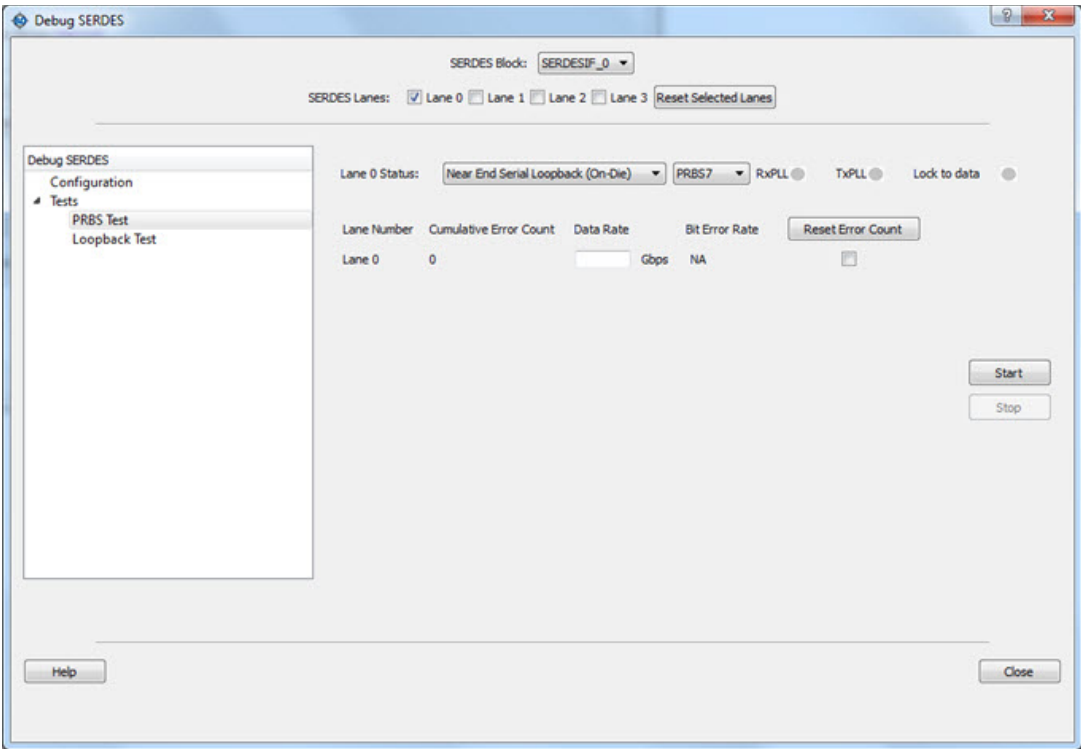 Debug SERDES
SERDES Block: SERDESIF_0
SERDES Lanes: Lane 0 Lane 1 Lane 2 Lane 3 Reset Selected Lanes
Debug SERDES
Configuration
Tests
PRBS Test
Loopback Test
Lane 0 Status: Near End Serial Loopback (On-Die) PRBS7 RxPLL TxPLL Lock to data
Lane Number Cumulative Error Count Data Rate Bit Error Rate Reset Error Count
Lane 0 0 Gbps NA
Start
Stop
Help Close